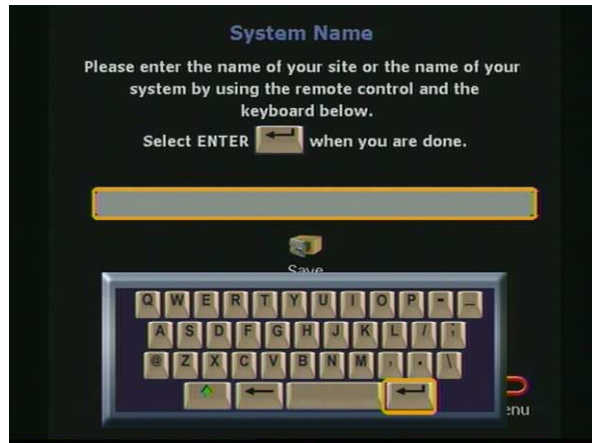 System Name
Please enter the name of your site or the name of your
system by using the remote control and the
keyboard below.
Select ENTER when you are done.
Save
Q W E R T Y U I O P - _
A S D F G H J K L / ;
@ Z X C V B N M , . \
enu